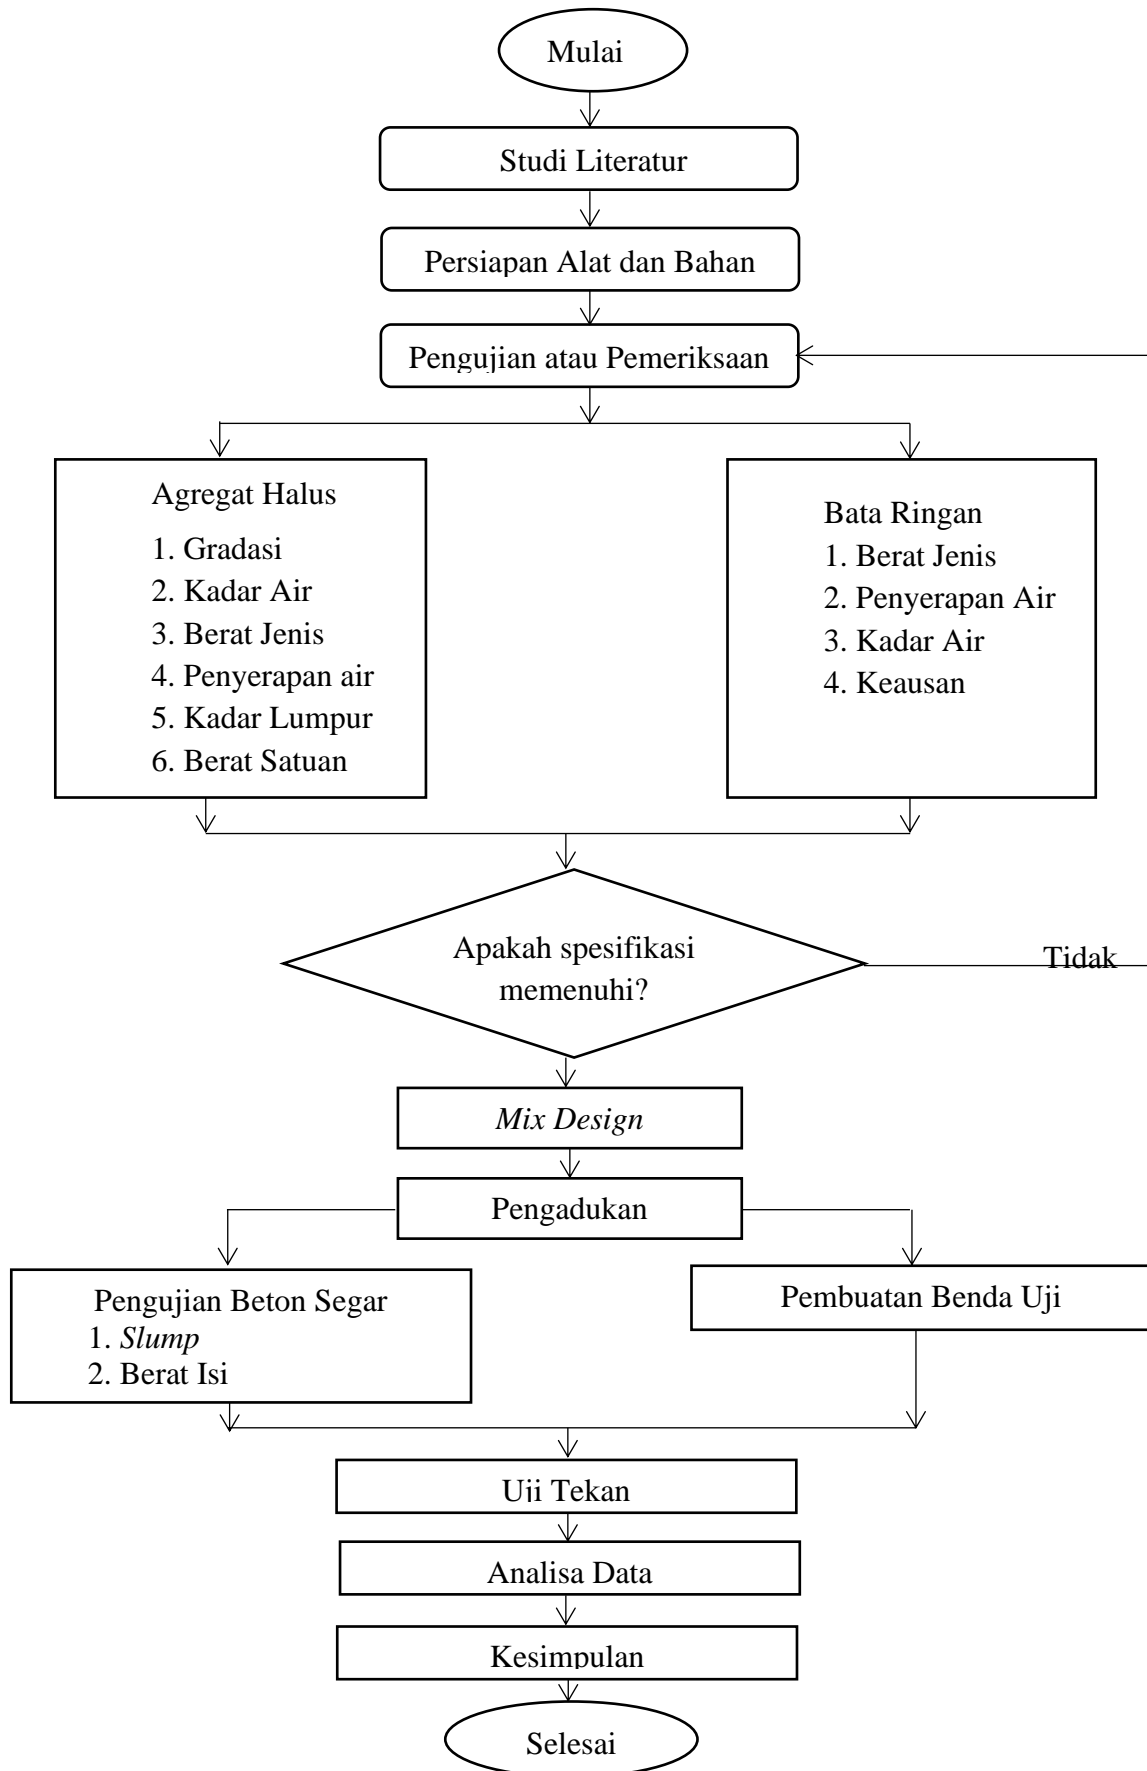 Mulai
Studi Literatur
Persiapan Alat dan Bahan
Pengujian atau Pemeriksaan
Agregat Halus
1. Gradasi
2. Kadar Air
3. Berat Jenis
4. Penyerapan air
5. Kadar Lumpur
6. Berat Satuan
Bata Ringan
1. Berat Jenis
2. Penyerapan Air
3. Kadar Air
4. Keausan
Apakah spesifikasi
memenuhi?
Tidak
Mix Design
Pengadukan
Pengujian Beton Segar
1. Slump
2. Berat Isi
Pembuatan Benda Uji
Uji Tekan
Analisa Data
Kesimpulan
Selesai